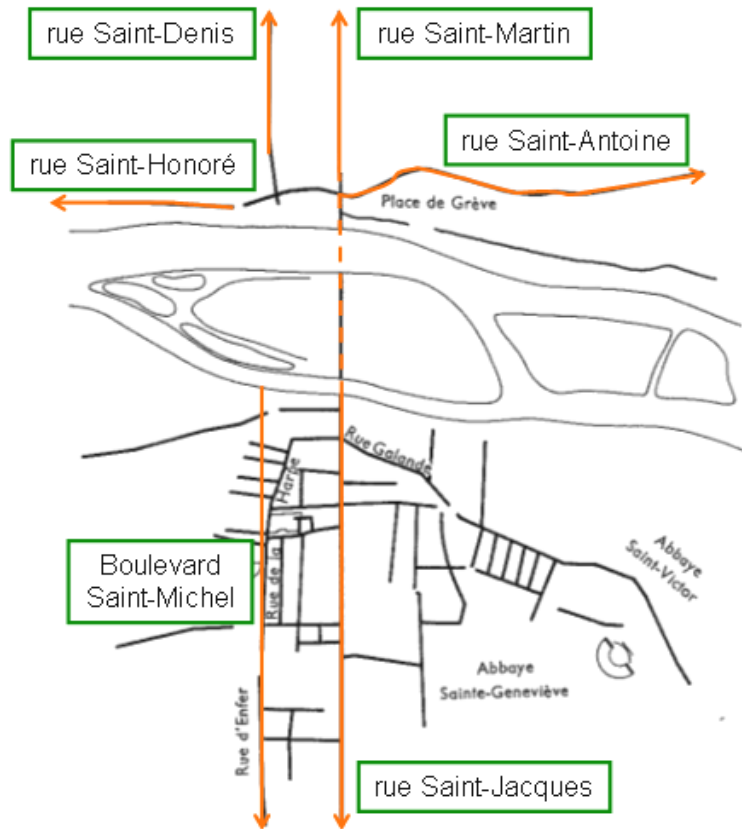 rue Saint-Denis
rue Saint-Martin
rue Saint-Honoré
rue Saint-Antoine
Place de Grève
Rue Galande
Rue de la Harpe
Boulevard
Saint-Michel
Abbaye
Saint-Victor
Abbaye
Sainte-Geneviève
Rue d'Enfer
rue Saint-Jacques